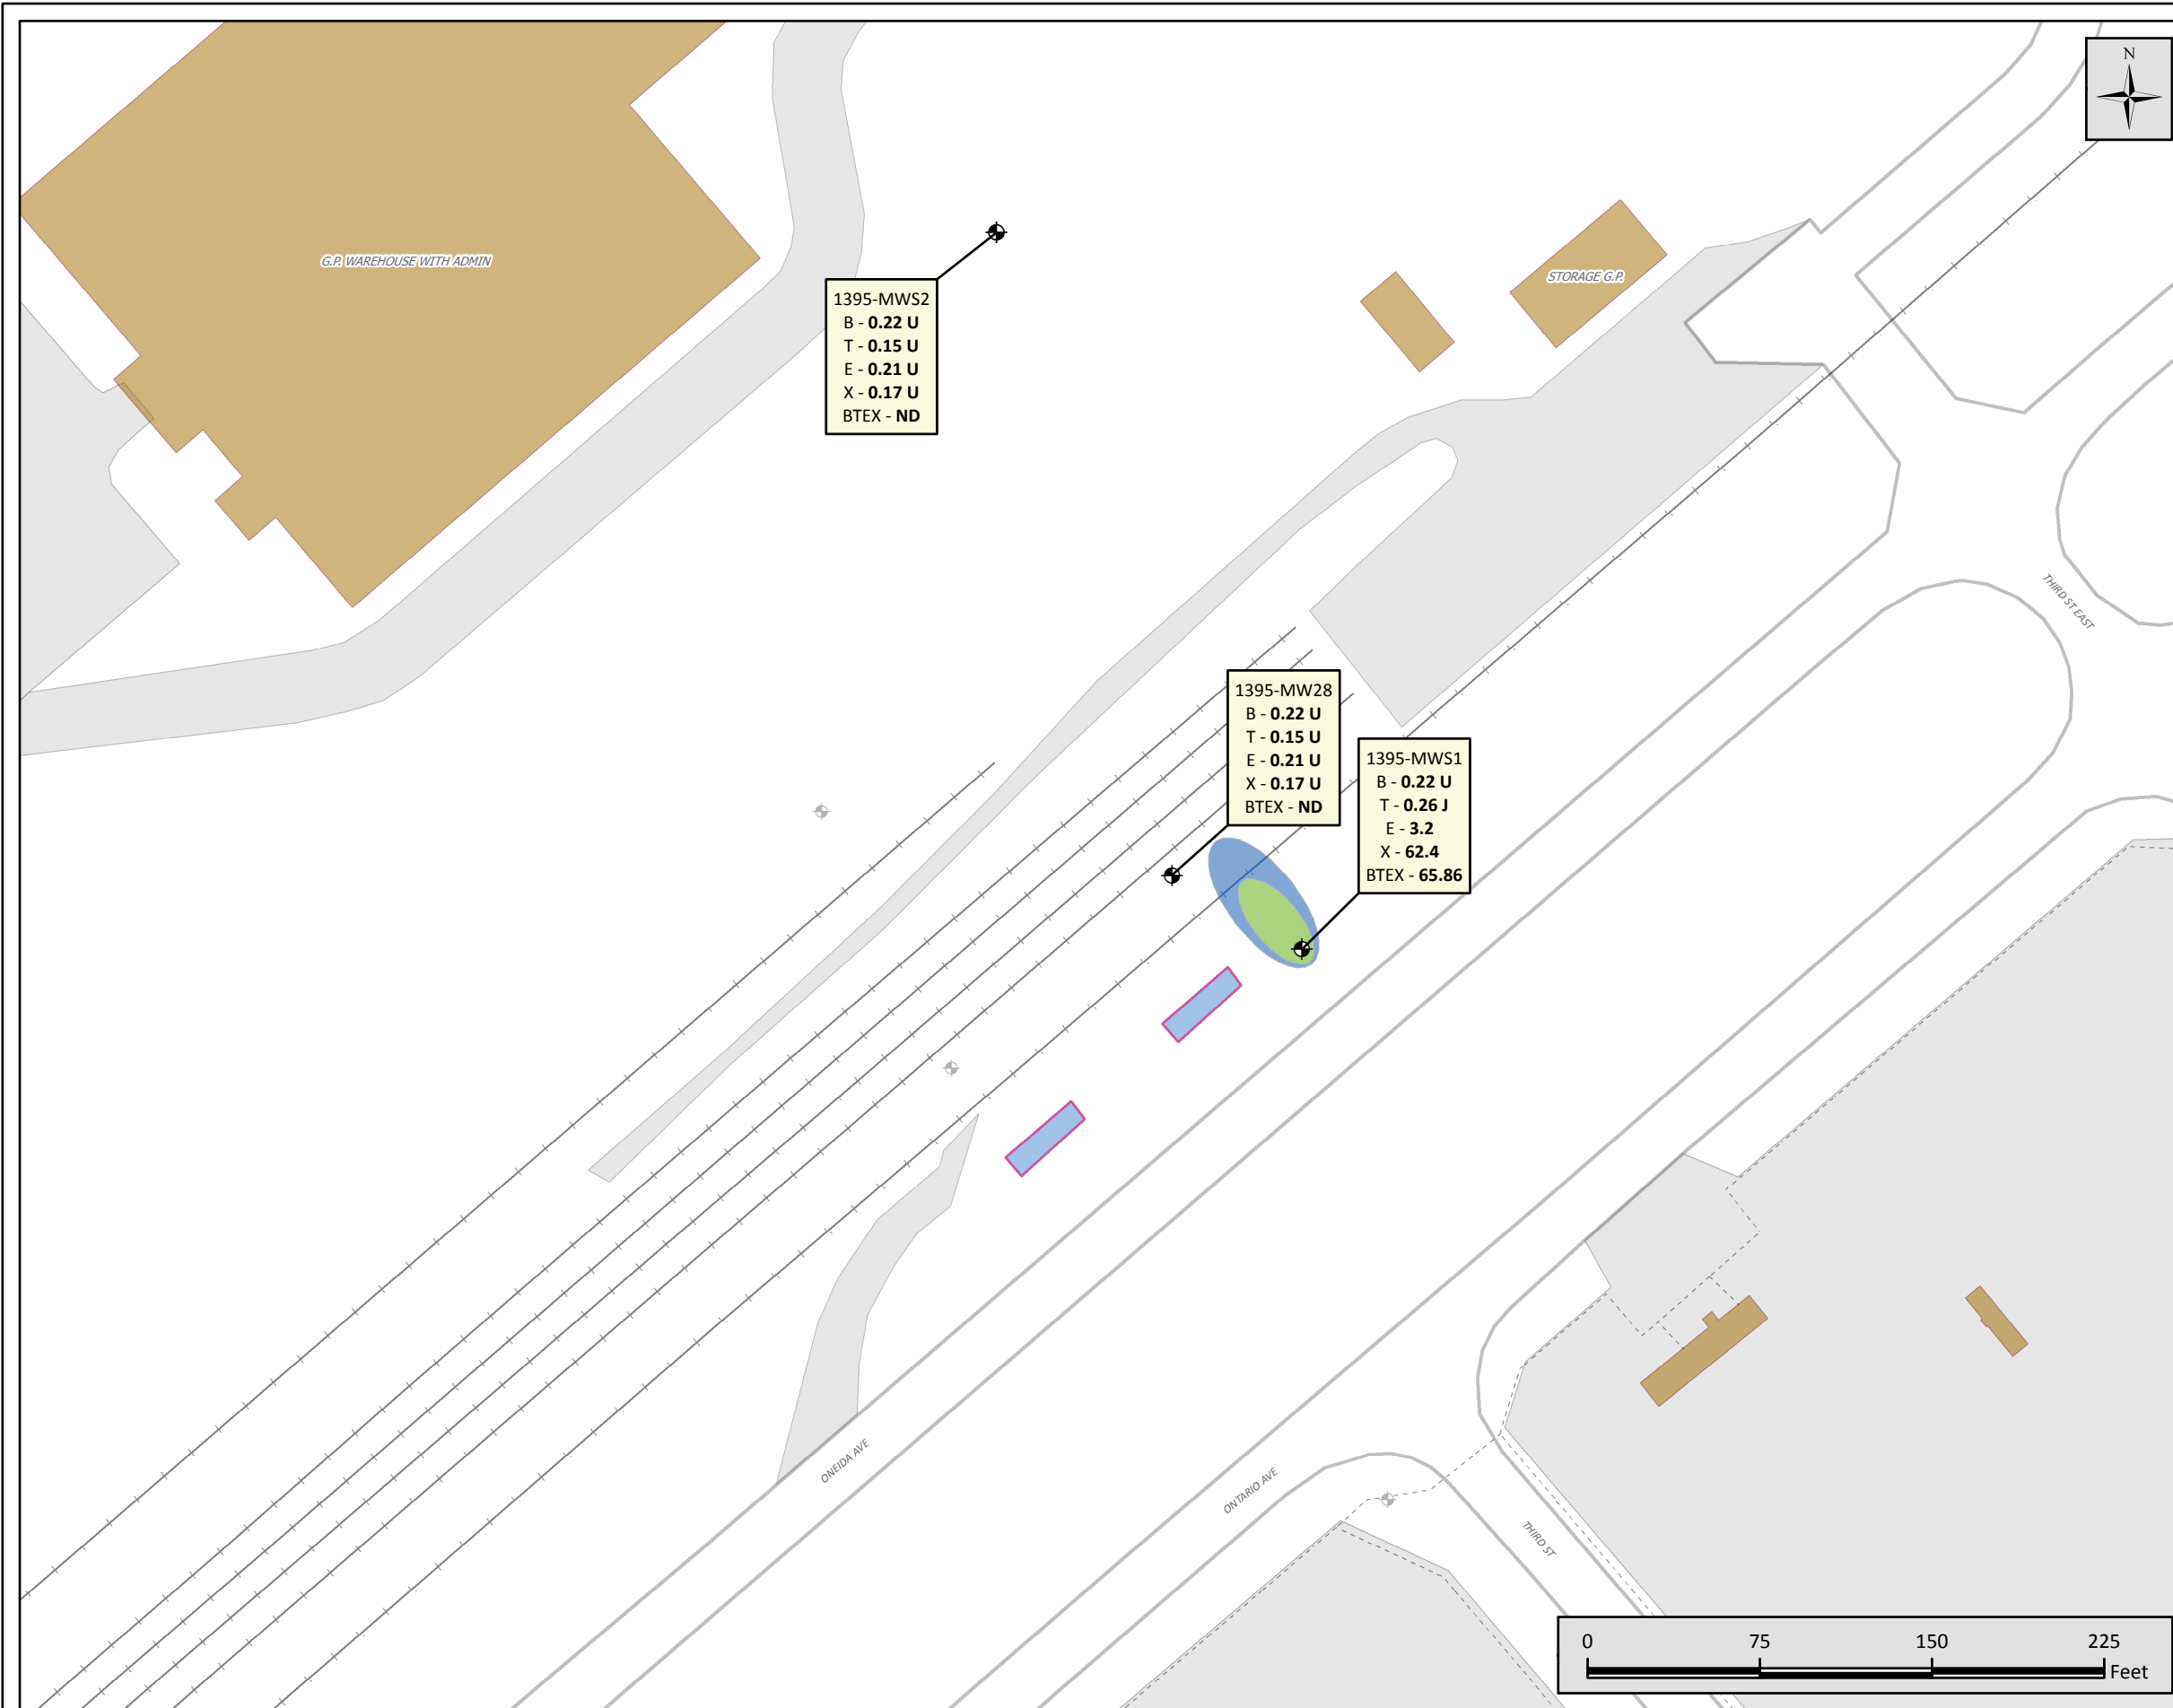 N
G.P. WAREHOUSE WITH ADMIN
STORAGE G.P.
1395-MWS2
B - 0.22 U
T - 0.15 U
E - 0.21 U
X - 0.17 U
BTEX - ND
THIRD ST EAST
1395-MW28
B - 0.22 U
T - 0.15 U
E - 0.21 U
X - 0.17 U
BTEX - ND
1395-MWS1
B - 0.22 U
T - 0.26 J
E - 3.2
X - 62.4
BTEX - 65.86
ONEIDA AVE
ONTARIO AVE
THIRD ST
0 75 150 225
Feet